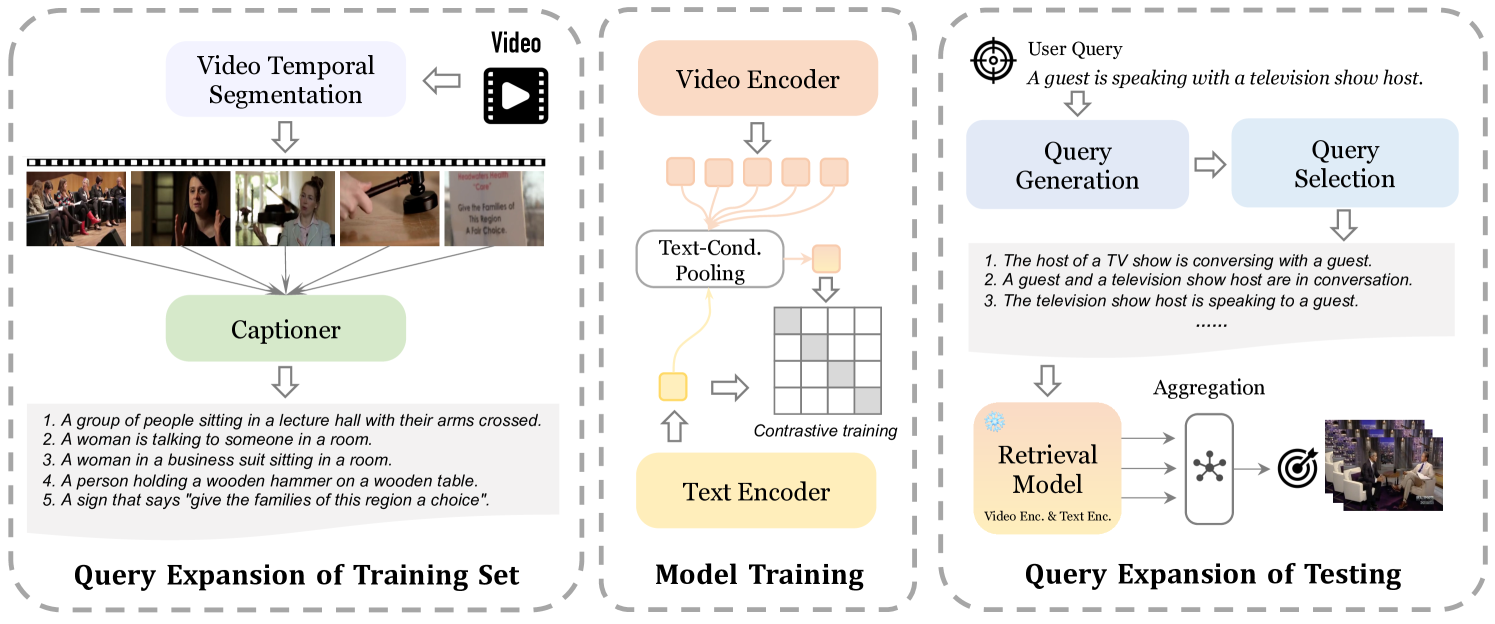 Video
Video Temporal
Segmentation
Headwaters Health
"Care"
Give the Families of
This Region
A Fair Choice.
Captioner
1. A group of people sitting in a lecture hall with their arms crossed.
2. A woman is talking to someone in a room.
3. A woman in a business suit sitting in a room.
4. A person holding a wooden hammer on a wooden table.
5. A sign that says "give the families of this region a choice".
Query Expansion of Training Set
Video Encoder
Text-Cond.
Pooling
Contrastive training
Text Encoder
Model Training
User Query
A guest is speaking with a television show host.
Query
Generation
Query
Selection
1. The host of a TV show is conversing with a guest.
2. A guest and a television show host are in conversation.
3. The television show host is speaking to a guest.
......
Aggregation
Retrieval
Model
Video Enc. & Text Enc.
Query Expansion of Testing